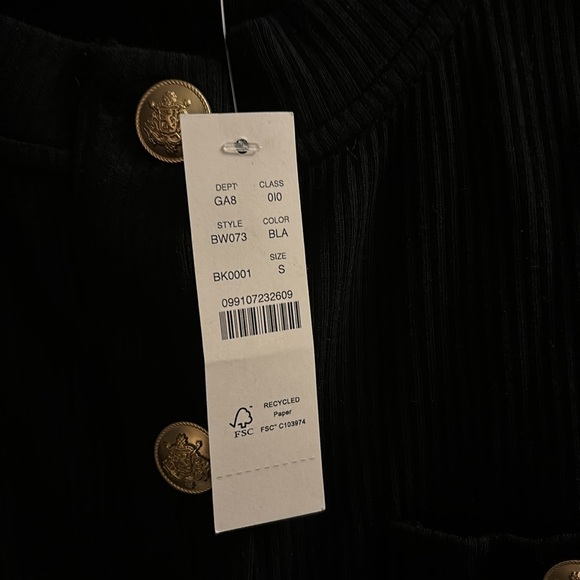 DEPT CLASS
GA8 010
STYLE COLOR
BW073 BLA
SIZE
BK0001 S
099107232609
RECYCLED
Paper
FSC® C103974
FSC